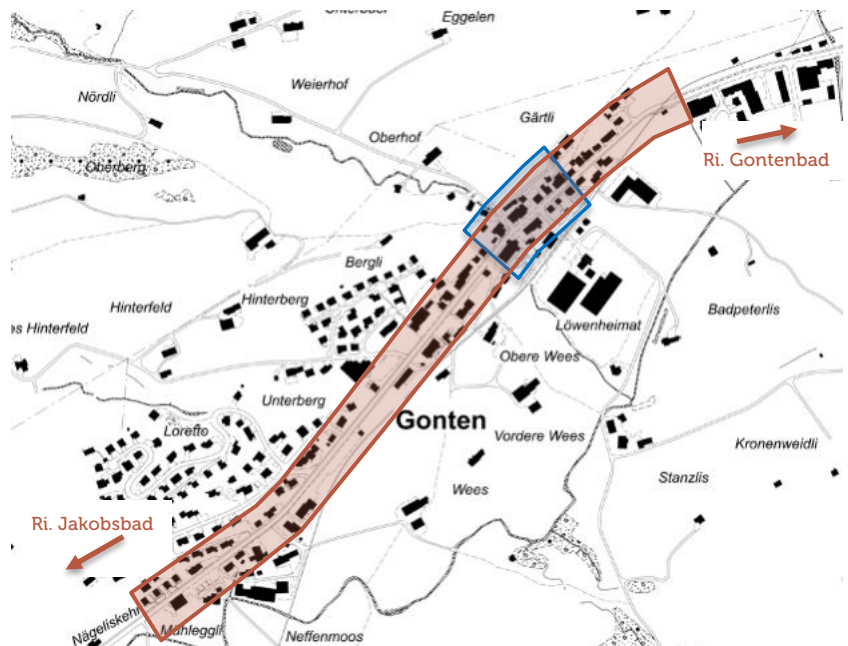 Eggelen
Nördli
Weierhof
Gärtli
Oberhof
Oberberg
Ri. Gontenbad
Bergli
Hinterfeld
Hinterberg
es Hinterfeld
Löwenheimat
Badpeterlis
Obere Wees
Unterberg
Gonten
Loretto
Vordere Wees
Kronenweidli
Stanzlis
Wees
Ri. Jakobsbad
Nägeliskehr
Mühleggli
Neffenmoos